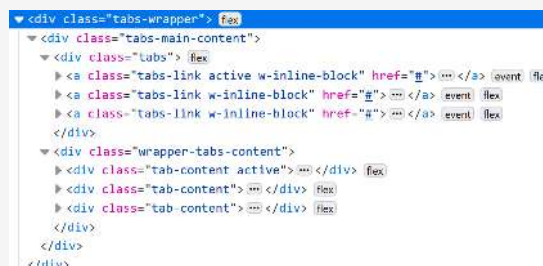 ▼ <div class="tabs-wrapper"> flex
▼ <div class="tabs-main-content">
▼ <div class="tabs"> flex
▶ <a class="tabs-link active w-inline-block" href="#"> ⋯ </a> event fle
▶ <a class="tabs-link w-inline-block" href="#"> ⋯ </a> event flex
▶ <a class="tabs-link w-inline-block" href="#"> ⋯ </a> event flex
</div>
▼ <div class="wrapper-tabs-content">
▶ <div class="tab-content active"> ⋯ </div> flex
▶ <div class="tab-content"> ⋯ </div> flex
▶ <div class="tab-content"> ⋯ </div> flex
</div>
</div>
</div>